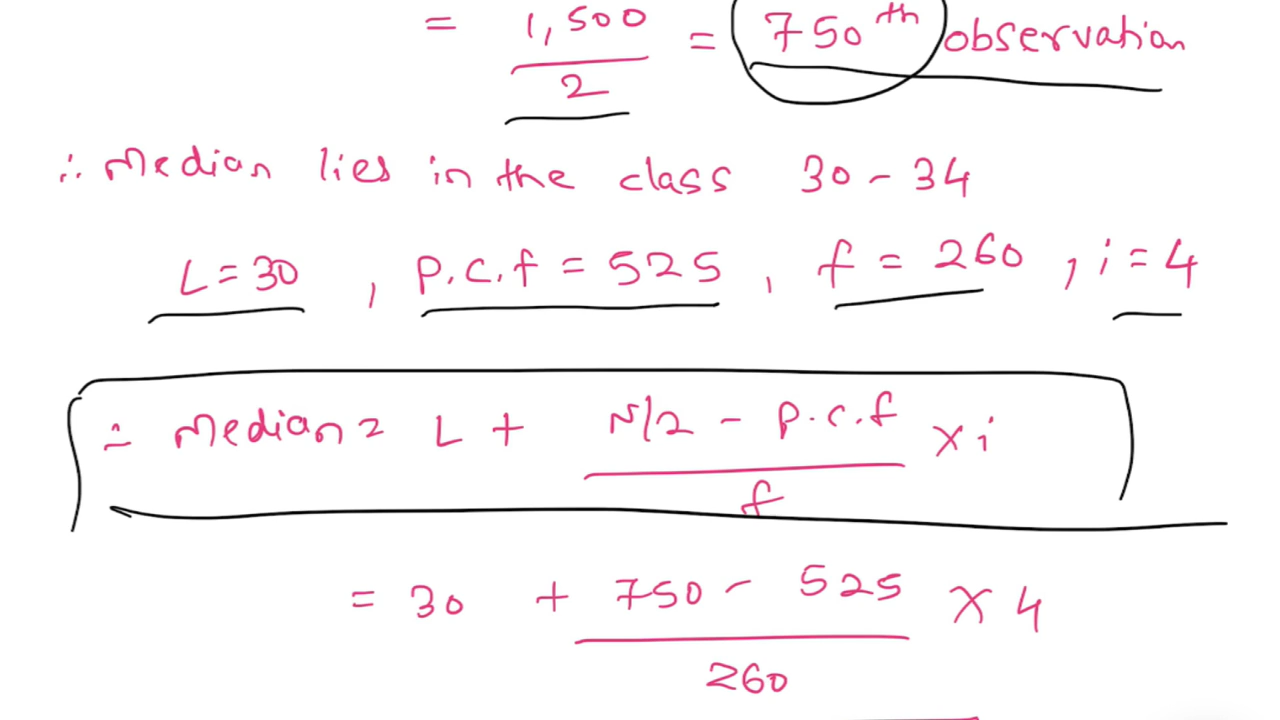 = 1,500 / 2 = 750th observation
∴ Median lies in the class 30 - 34
L = 30 , P.C.f = 525 , f = 260 , i = 4
∴ Median = L + N/2 - P.C.f / f × i
= 30 + 750 - 525 / 260 × 4